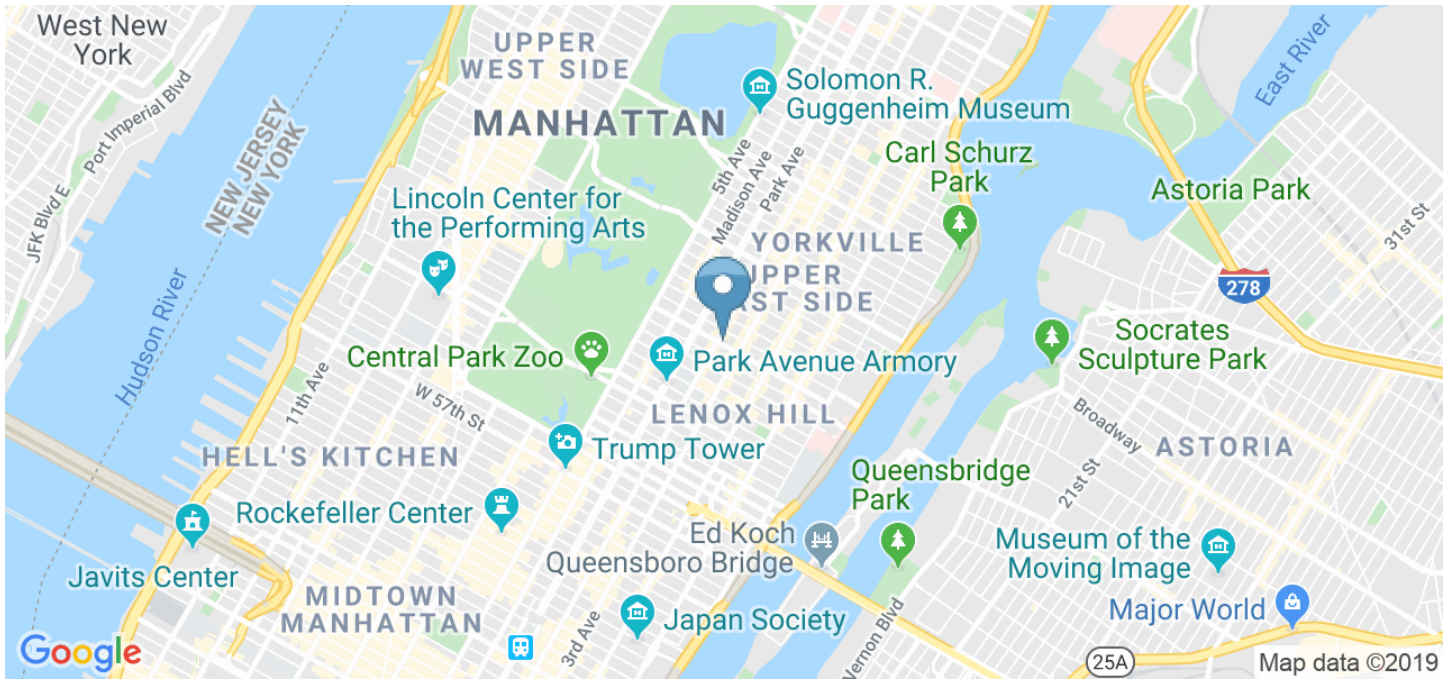 West New
York
UPPER
WEST SIDE
Solomon R.
Guggenheim Museum
East River
Port Imperial Blvd
MANHATTAN
NEW JERSEY
NEW YORK
5th Ave
Madison Ave
Park Ave
Carl Schurz
Park
Astoria Park
JFK Blvd E
Lincoln Center for
the Performing Arts
31st St
YORKVILLE
UPPER
EAST SIDE
278
Hudson River
Central Park Zoo
Park Avenue Armory
Socrates
Sculpture Park
11th Ave
W 57th St
LENOX HILL
Broadway
HELL'S KITCHEN
Trump Tower
ASTORIA
Queensbridge
Park
21st St
Rockefeller Center
Ed Koch
Queensboro Bridge
Museum of the
Moving Image
Javits Center
MIDTOWN
MANHATTAN
Japan Society
Major World
3rd Ave
Vernon Blvd
Google
25A
Map data ©2019